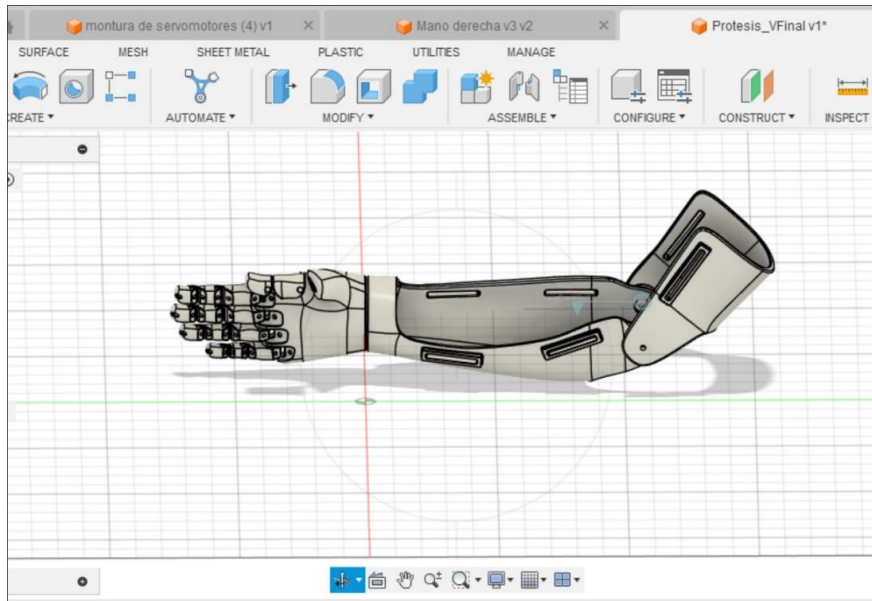 montura de servomotores (4) v1
Mano derecha v3 v2
Protesis_VFinal v1*
SURFACE MESH SHEET METAL PLASTIC UTILITIES MANAGE
REATE AUTOMATE MODIFY ASSEMBLE CONFIGURE CONSTRUCT INSPECT